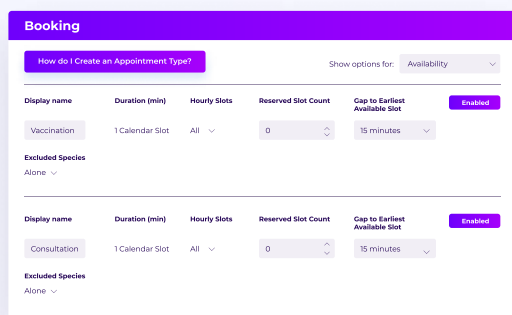 Booking
How do I Create an Appointment Type?
Show options for: Availability
Display name Duration (min) Hourly Slots Reserved Slot Count Gap to Earliest
Available Slot
Enabled
Vaccination 1 Calendar Slot All 0 15 minutes
Excluded Species
Alone
Display name Duration (min) Hourly Slots Reserved Slot Count Gap to Earliest
Available Slot
Enabled
Consultation 1 Calendar Slot All 0 15 minutes
Excluded Species
Alone